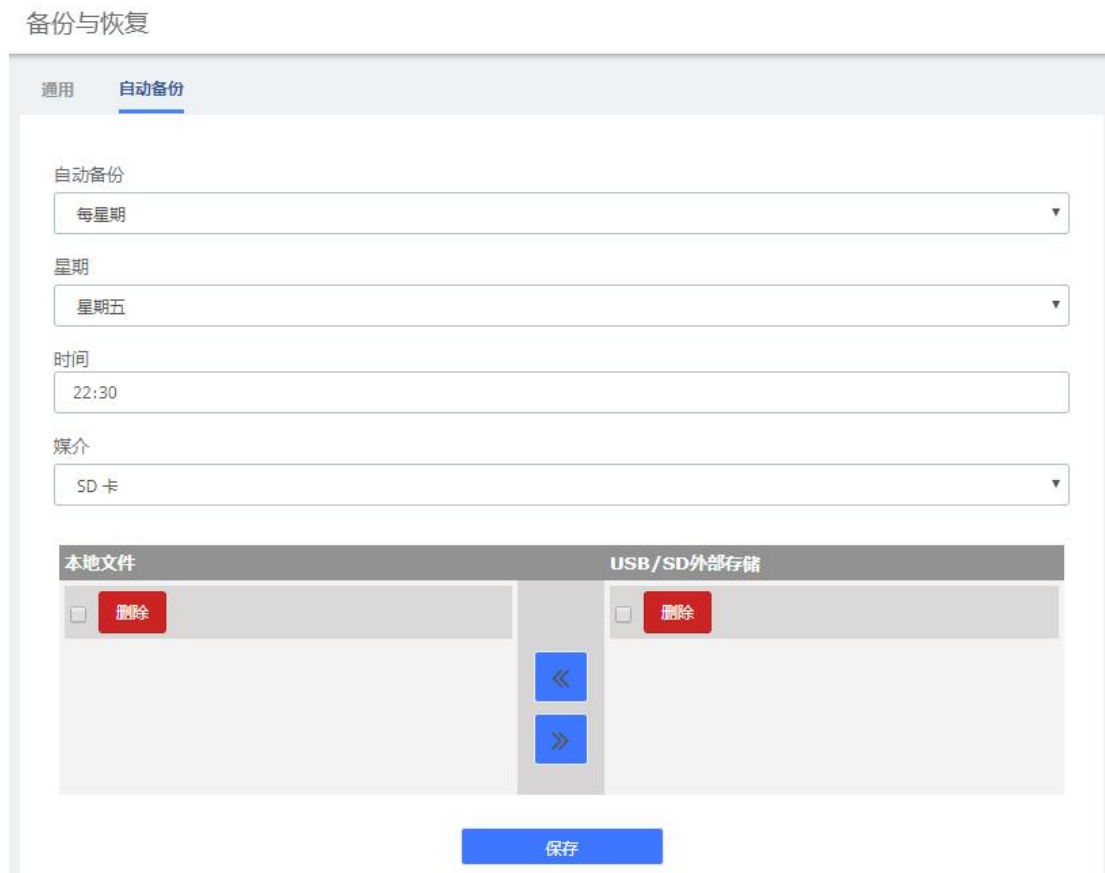 备份与恢复
通用 自动备份
自动备份
每星期
星期
星期五
时间
22:30
媒介
SD 卡
本地文件 USB/SD外部存储
删除 删除
保存